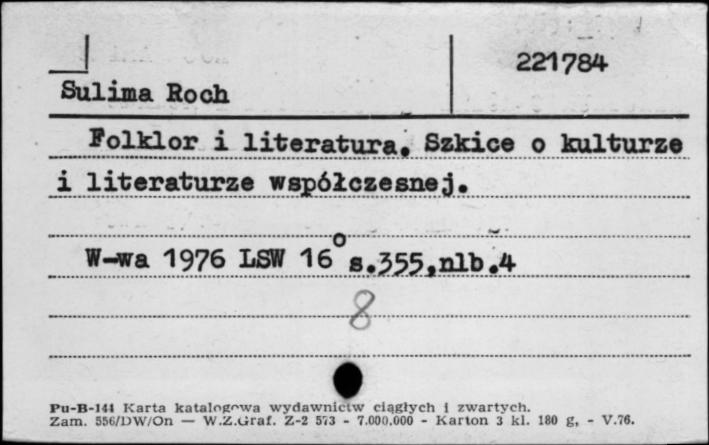 221784
Sulima Roch
Folklor i literatura. Szkice o kulturze
i literaturze współczesnej.
W-wa 1976 LSW 16° s.355,nlb.4
8
Pu-B-144 Karta katalogowa wydawnictw ciągłych i zwartych.
Zam. 556/DW/On — W.Z.Graf. Z-2 573 - 7.000.000 - Karton 3 kl. 180 g, - V.76.